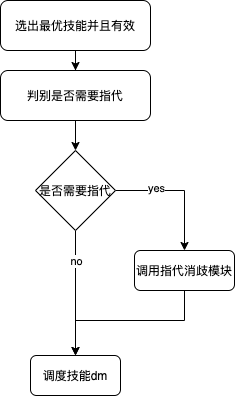 选出最优技能并且有效
判别是否需要指代
是否需要指代
yes
no
调用指代消歧模块
调度技能dm